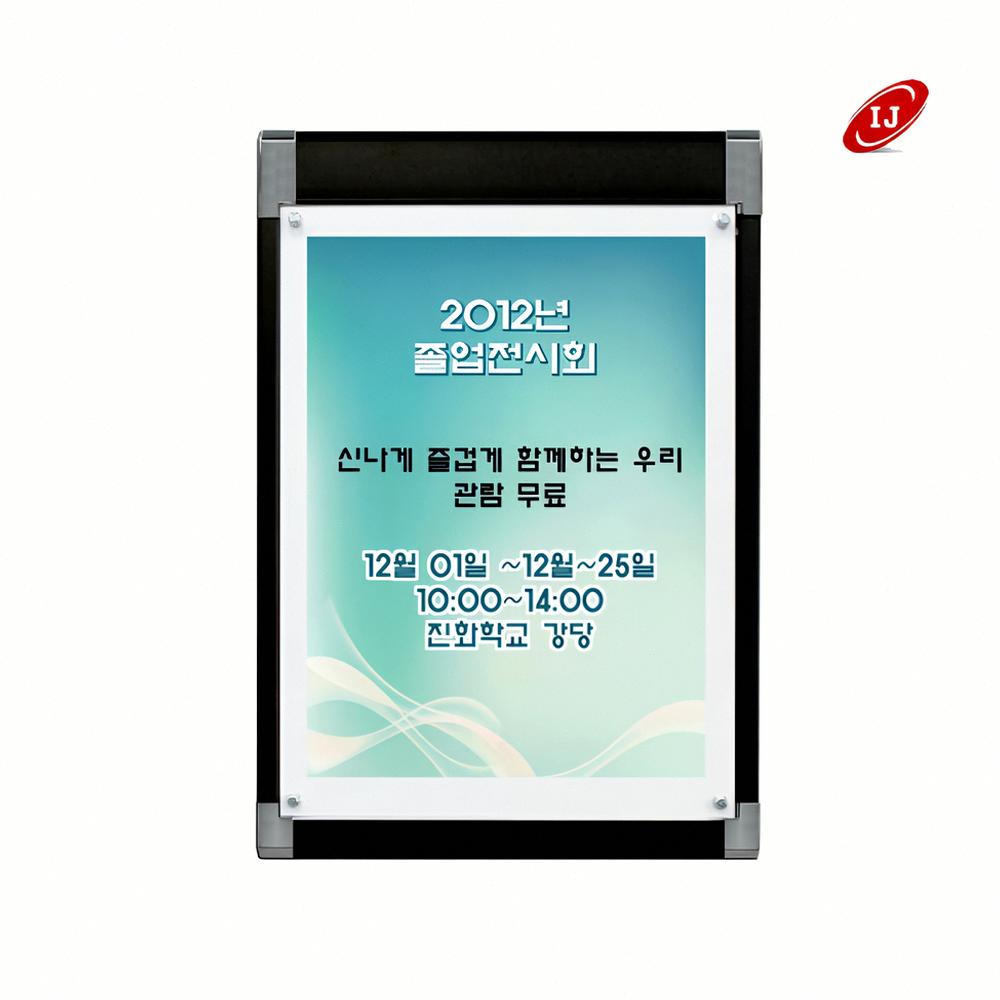 IJ
2012년
졸업전시회
신나게 즐겁게 함께하는 우리
관람 무료
12월 01일 ~12월~25일
10:00~14:00
진화학교 강당